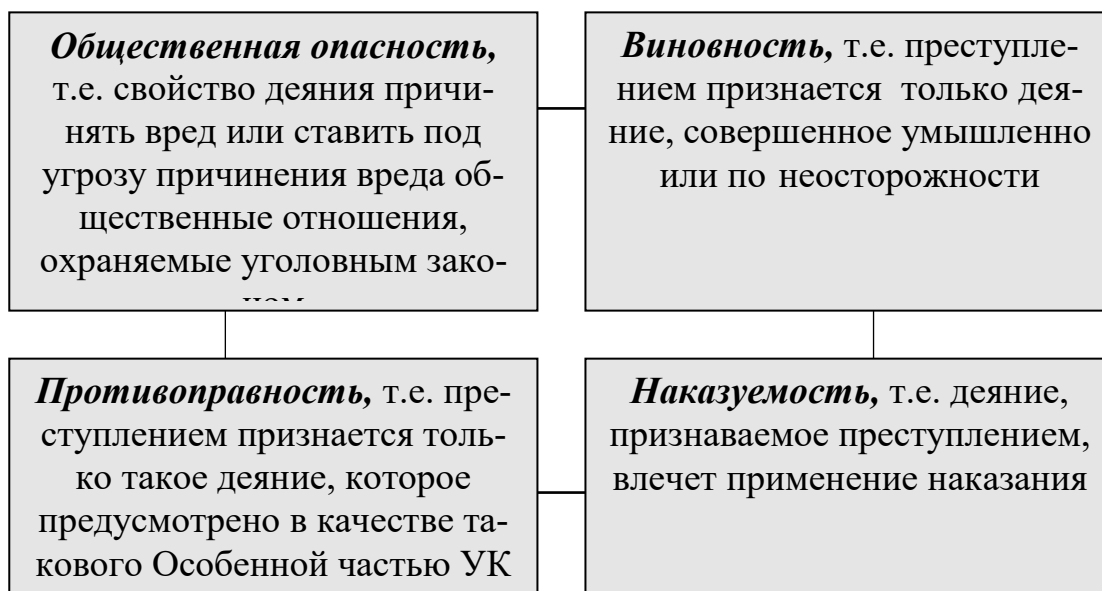 Общественная опасность,
т.е. свойство деяния причи-
нять вред или ставить под
угрозу причинения вреда об-
щественные отношения,
охраняемые уголовным зако-
Виновность, т.е. преступле-
нием признается только дея-
ние, совершенное умышленно
или по неосторожности
Противоправность, т.е. пре-
ступлением признается толь-
ко такое деяние, которое
предусмотрено в качестве та-
кового Особенной частью УК
Наказуемость, т.е. деяние,
признаваемое преступлением,
влечет применение наказания